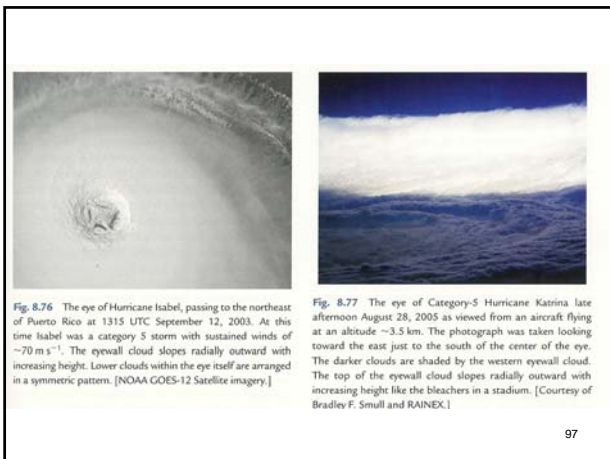 Fig. 8.76 The eye of Hurricane Isabel, passing to the northeast
of Puerto Rico at 1315 UTC September 12, 2003. At this
time Isabel was a category 5 storm with sustained winds of
~70 m s⁻¹. The eyewall cloud slopes radially outward with
increasing height. Lower clouds within the eye itself are arranged
in a symmetric pattern. [NOAA GOES-12 Satellite imagery.]
Fig. 8.77 The eye of Category-5 Hurricane Katrina late
afternoon August 28, 2005 as viewed from an aircraft flying
at an altitude ~3.5 km. The photograph was taken looking
toward the east just to the south of the center of the eye.
The darker clouds are shaded by the western eyewall cloud.
The top of the eyewall cloud slopes radially outward with
increasing height like the bleachers in a stadium. [Courtesy of
Bradley F. Smull and RAINEX.]
97